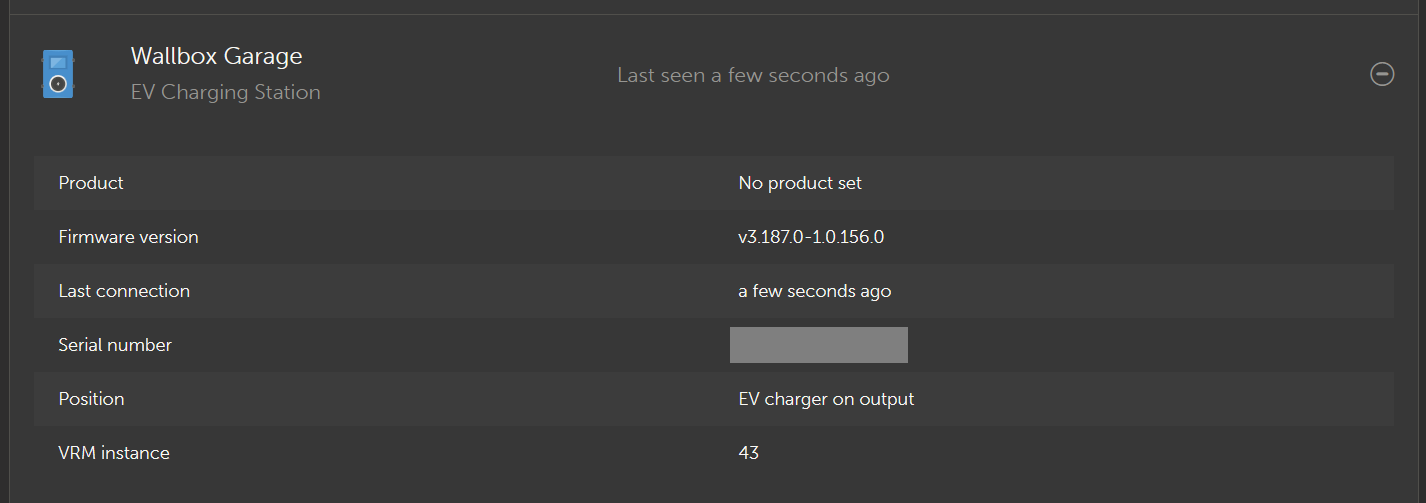 Wallbox Garage
EV Charging Station
Last seen a few seconds ago
Product No product set
Firmware version v3.187.0-1.0.156.0
Last connection a few seconds ago
Serial number
Position EV charger on output
VRM instance 43